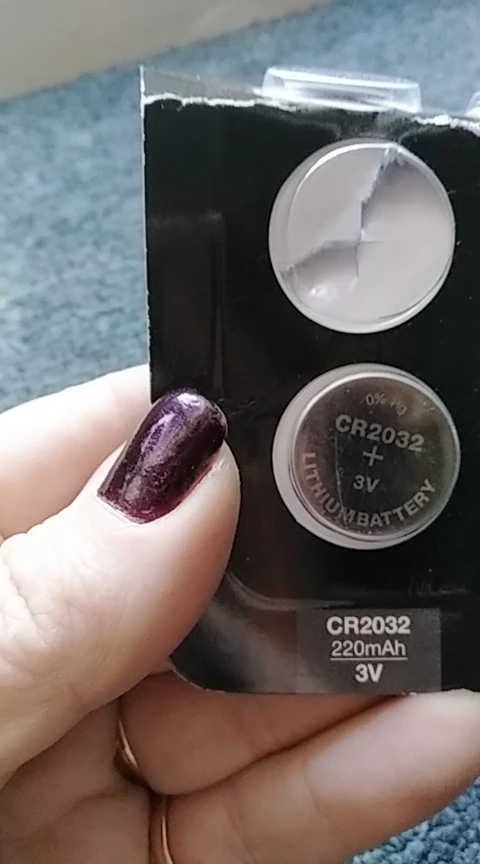 0% Hg
CR2032
+
3V
LITHIUM BATTERY
CR2032
220mAh
3V